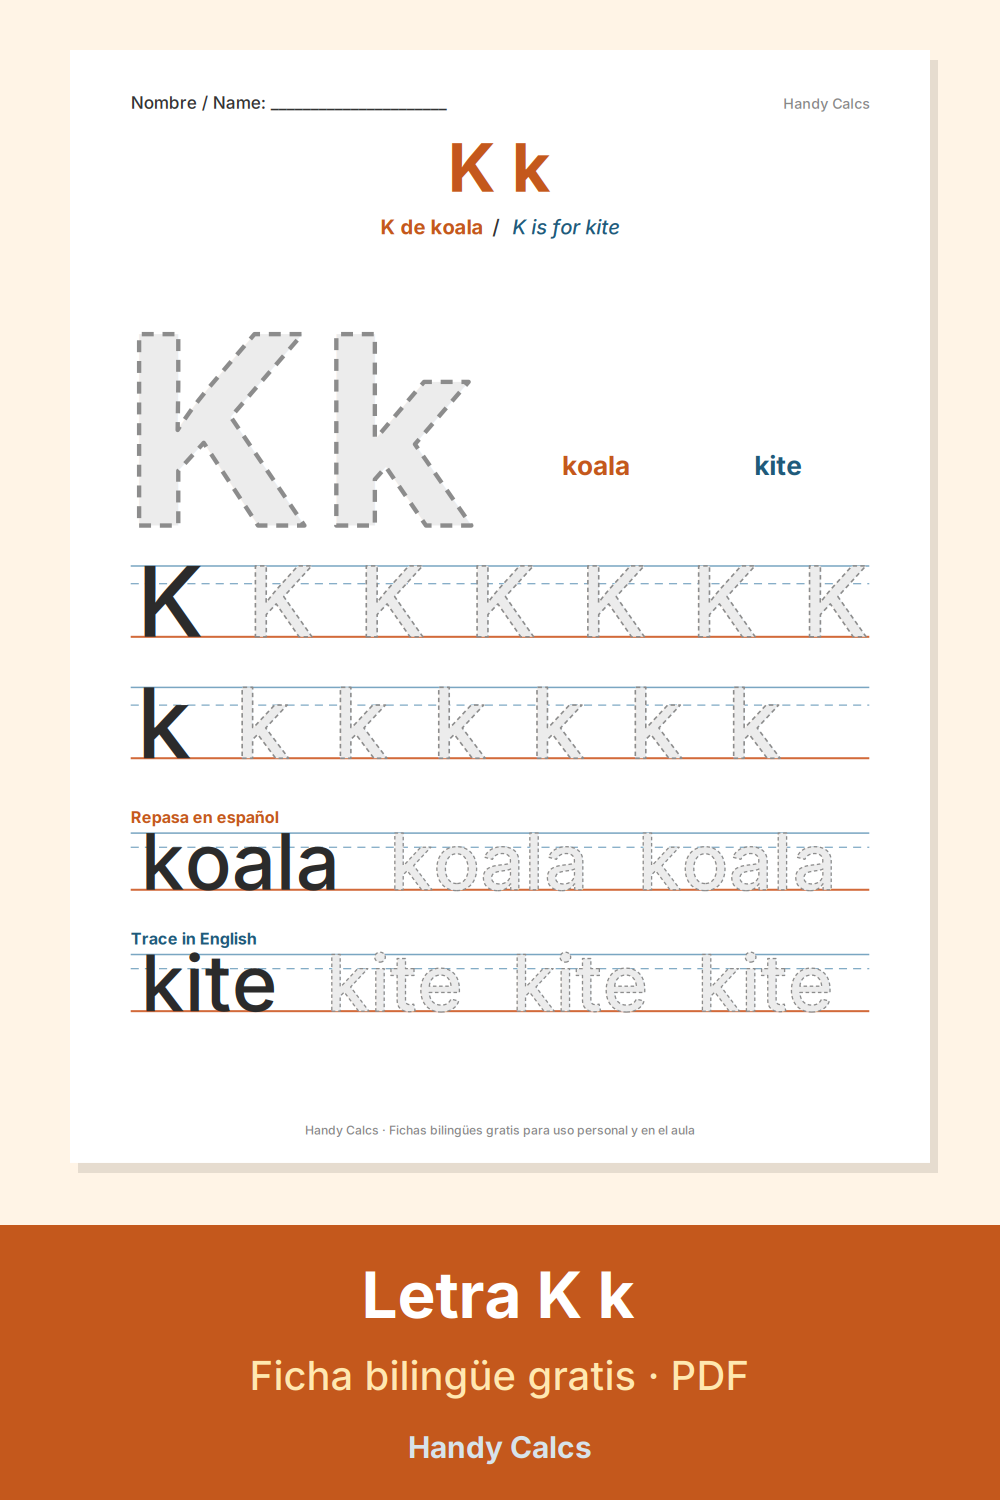 Nombre / Name: ____________________
Handy Calcs
K k
K de koala / K is for kite
K k
koala kite
K K K K K K K
k k k k k k k
Repasa en español
koala koala koala
Trace in English
kite kite kite kite
Handy Calcs · Fichas bilingües gratis para uso personal y en el aula
Letra K k
Ficha bilingüe gratis · PDF
Handy Calcs